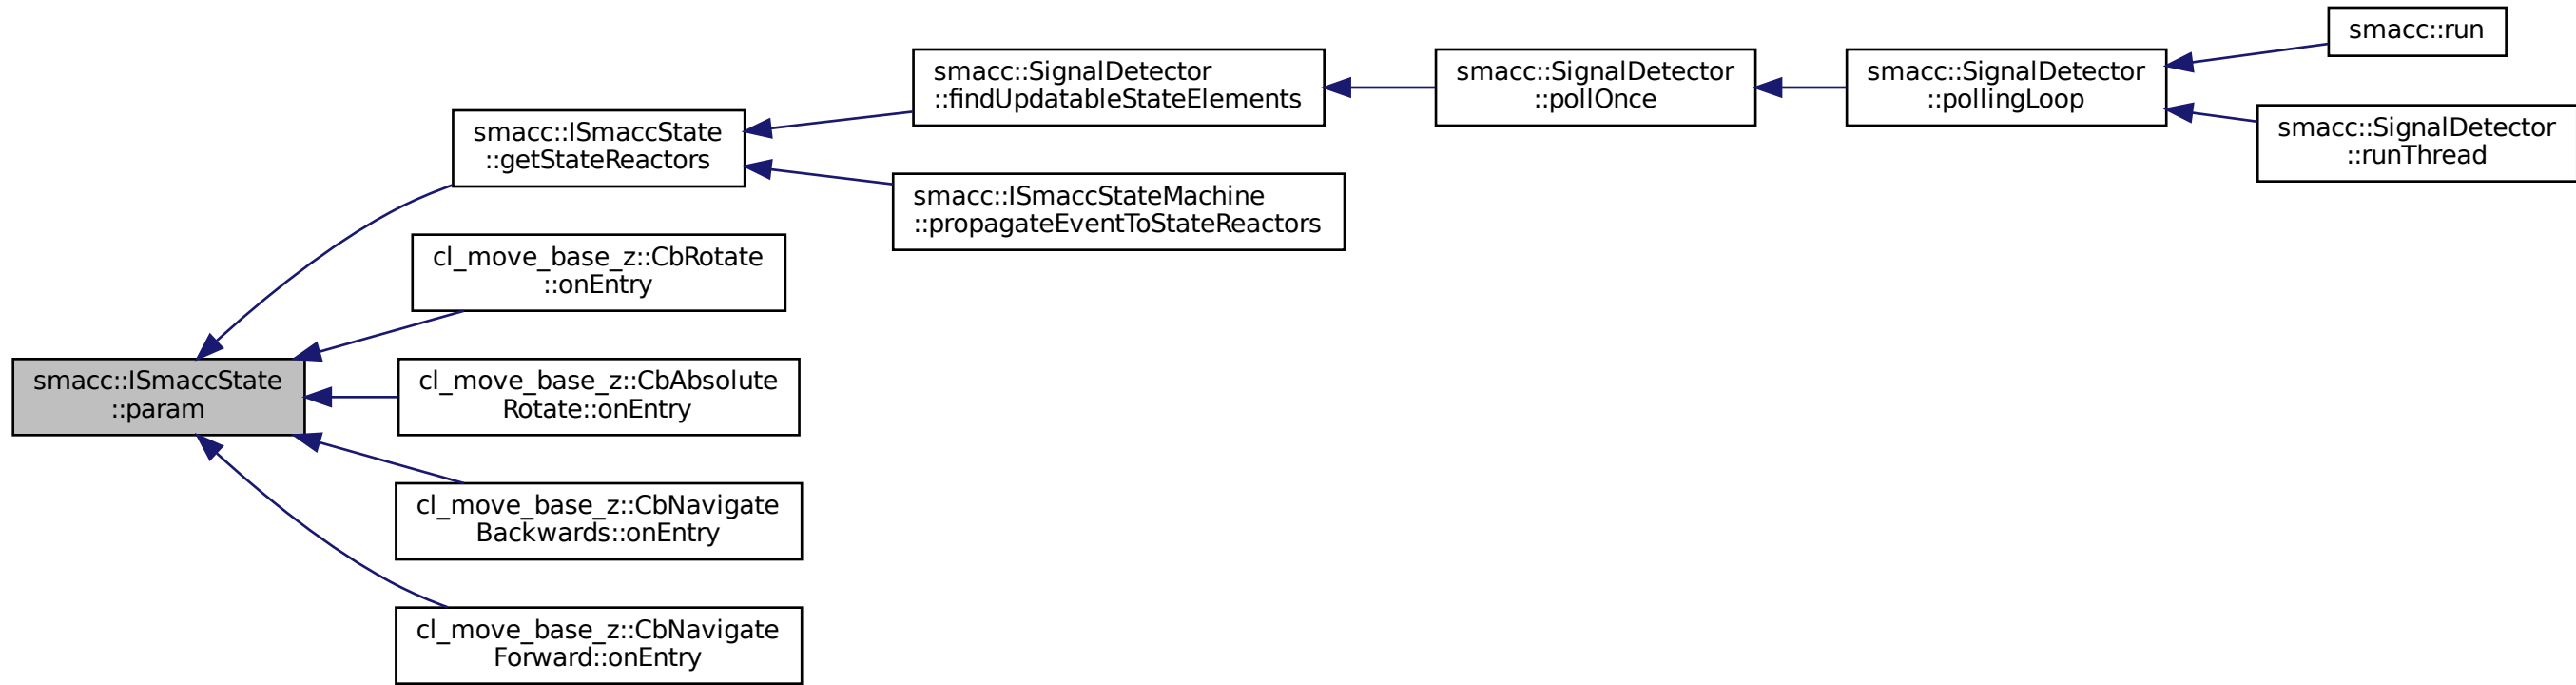 smacc::run
smacc::SignalDetector
::findUpdatableStateElements
smacc::SignalDetector
::pollOnce
smacc::SignalDetector
::pollingLoop
smacc::SignalDetector
::runThread
smacc::ISmaccState
::getStateReactors
smacc::ISmaccStateMachine
::propagateEventToStateReactors
cl_move_base_z::CbRotate
::onEntry
smacc::ISmaccState
::param
cl_move_base_z::CbAbsolute
Rotate::onEntry
cl_move_base_z::CbNavigate
Backwards::onEntry
cl_move_base_z::CbNavigate
Forward::onEntry